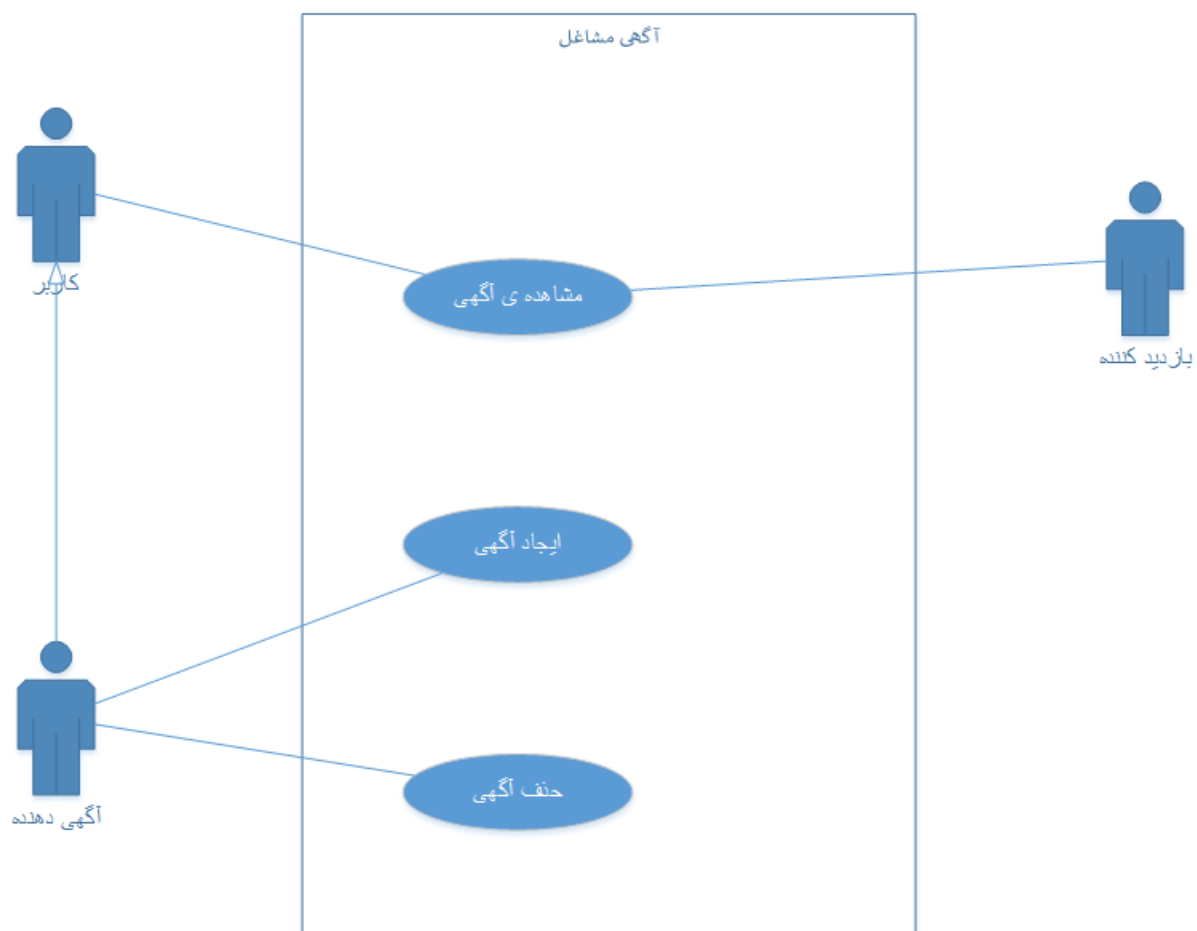 آگهی مشاغل
کاربر
مشاهده ی آگهی
بازدید کننده
ایجاد آگهی
حذف آگهی
آگهی دهنده